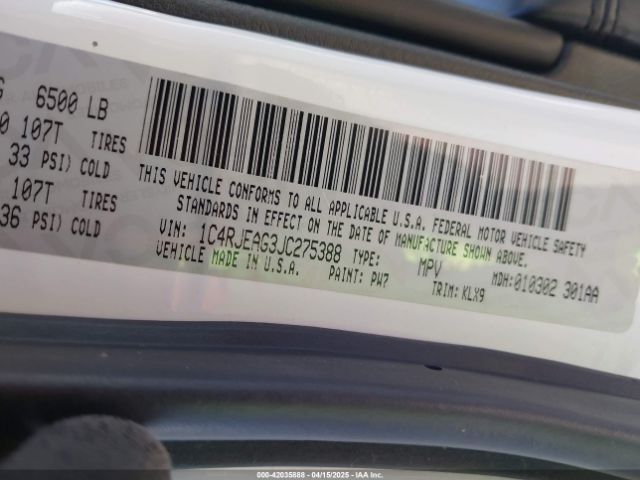 6500 LB
107T TIRES
33 PSI) COLD
107T TIRES
36 PSI) COLD
THIS VEHICLE CONFORMS TO ALL APPLICABLE U.S.A. FEDERAL MOTOR VEHICLE SAFETY
STANDARDS IN EFFECT ON THE DATE OF MANUFACTURE SHOWN ABOVE.
VIN: 1C4RJEAG3JC275388 TYPE: MPV MDH:010302 301AA
VEHICLE MADE IN U.S.A. PAINT: PW7 TRIM: KLX9
000-42035888 - 04/15/2025 - IAA Inc.